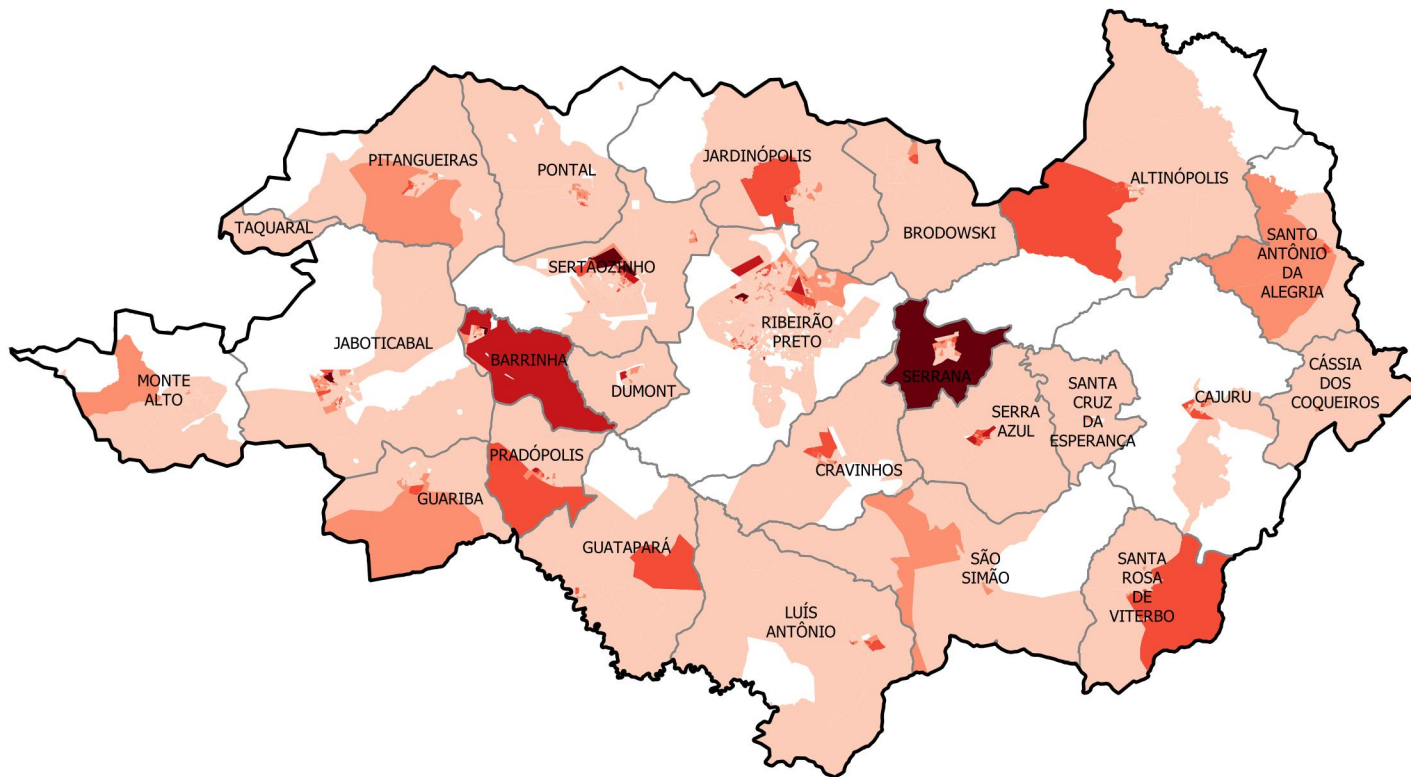 PITANGUEIRAS
PONTAL
JARDINÓPOLIS
ALTINÓPOLIS
TAQUARAL
BRODOWSKI
SANTO
ANTÔNIO
DA
ALEGRIA
SERTÃOZINHO
RIBEIRÃO
PRETO
JABOTICABAL
BARRINHA
DUMONT
SERRANA
MONTE
ALTO
SANTA
CRUZ
DA
ESPERANÇA
CÁSSIA
DOS
COQUEIROS
CAJURU
SERRA
AZUL
PRADÓPOLIS
CRAVINHOS
GUARIBA
GUATAPARÁ
SÃO
SIMÃO
SANTA
ROSA
DE
VITERBO
LUÍS
ANTÔNIO